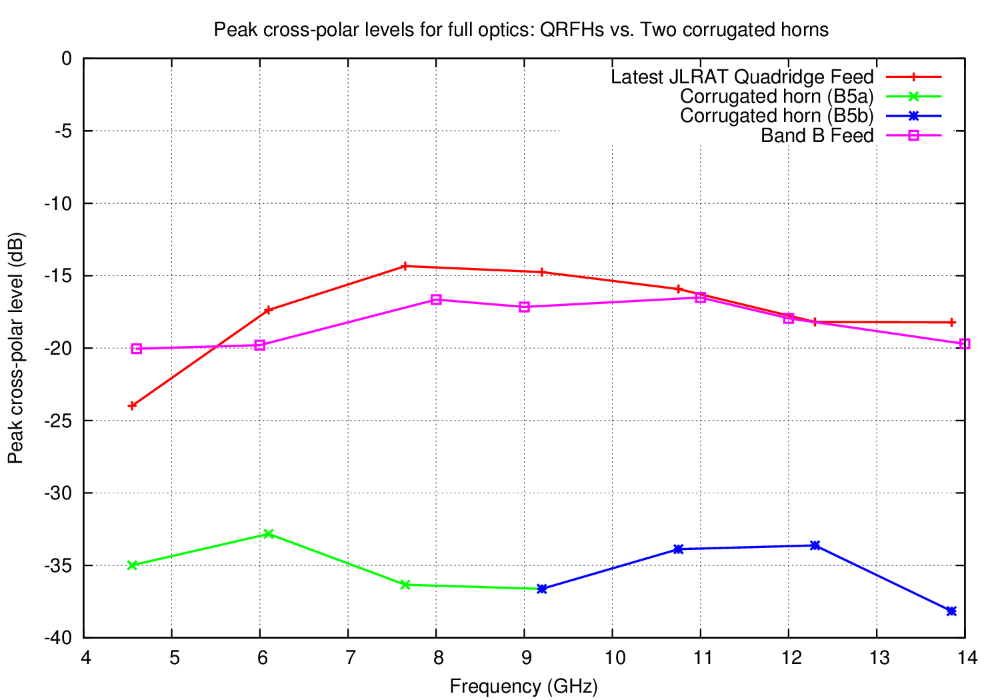 Peak cross-polar levels for full optics: QRFHs vs. Two corrugated horns
Latest JLRAT Quadridge Feed
Corrugated horn (B5a)
Corrugated horn (B5b)
Band B Feed
Peak cross-polar level (dB)
0
-5
-10
-15
-20
-25
-30
-35
-40
4 5 6 7 8 9 10 11 12 13 14
Frequency (GHz)